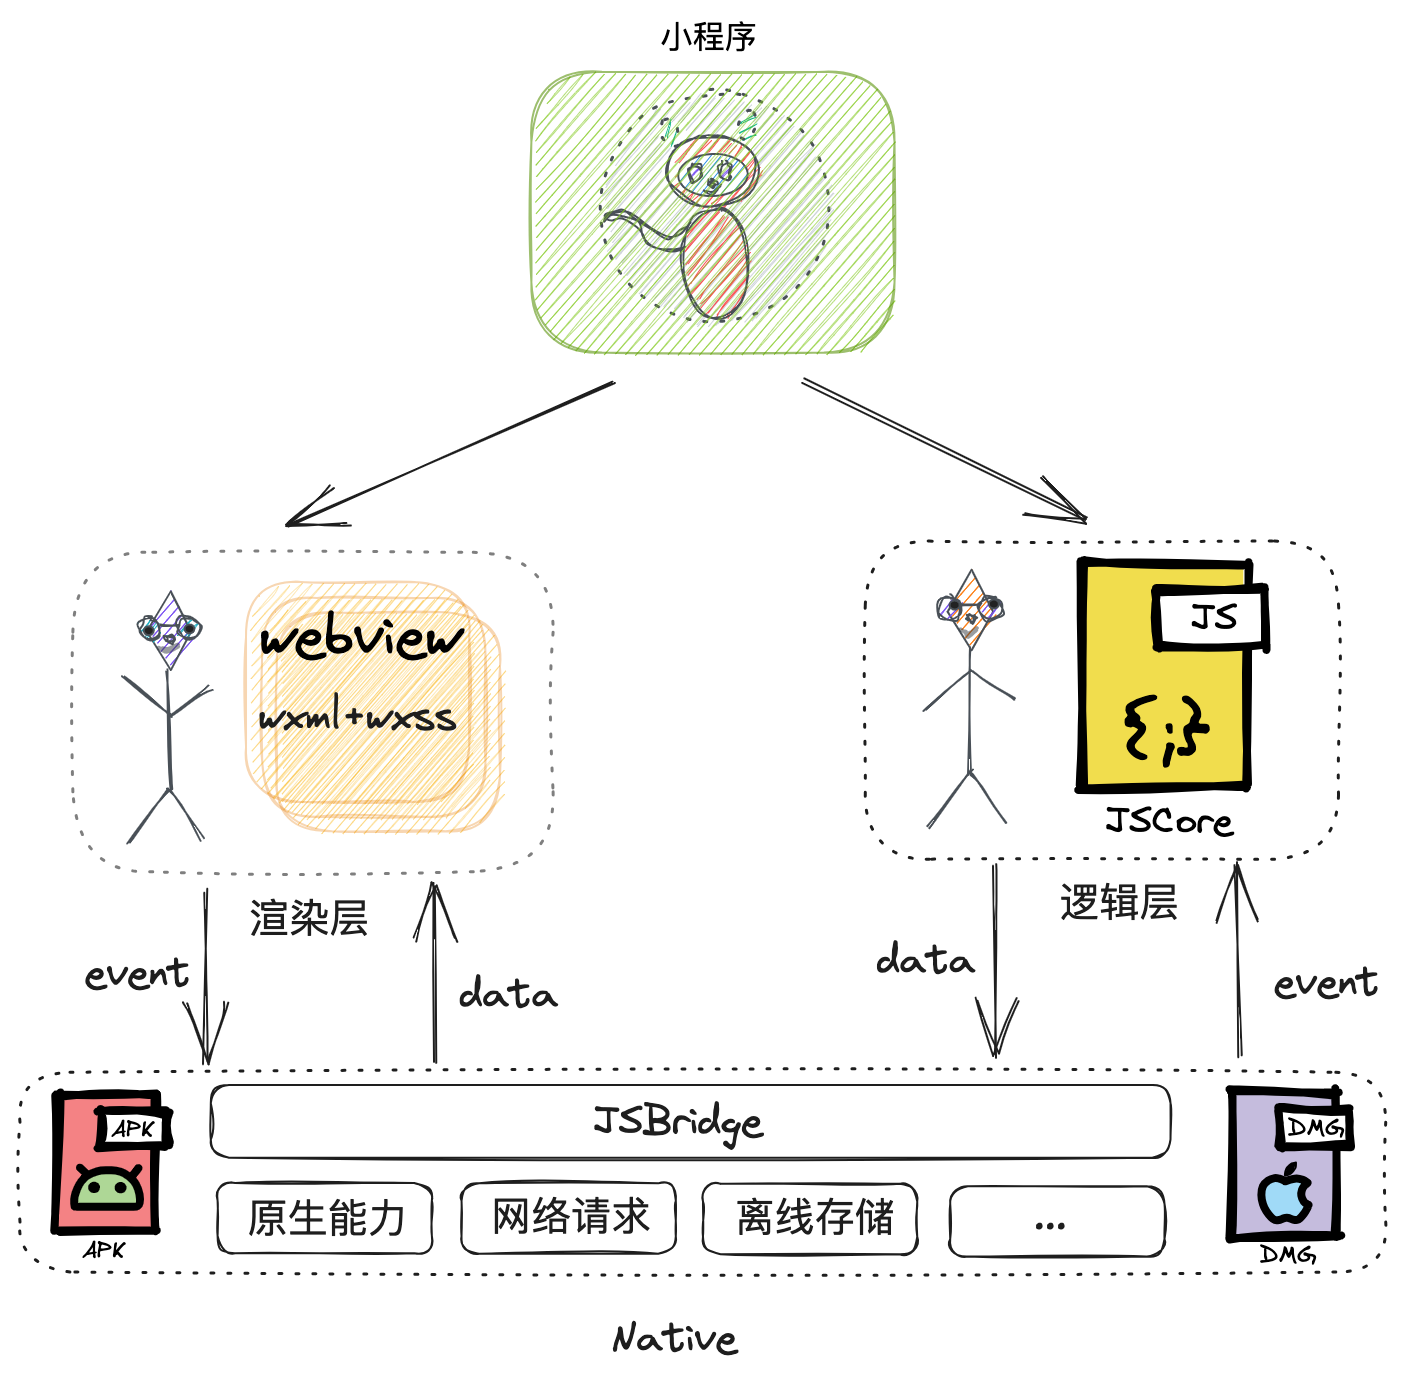 小程序
webview
wxml+wxss
JS
{;}
JSCore
渲染层
逻辑层
event
data
data
event
JSBridge
APK
APK
原生能力
网络请求
离线存储
...
DMG
DMG
Native